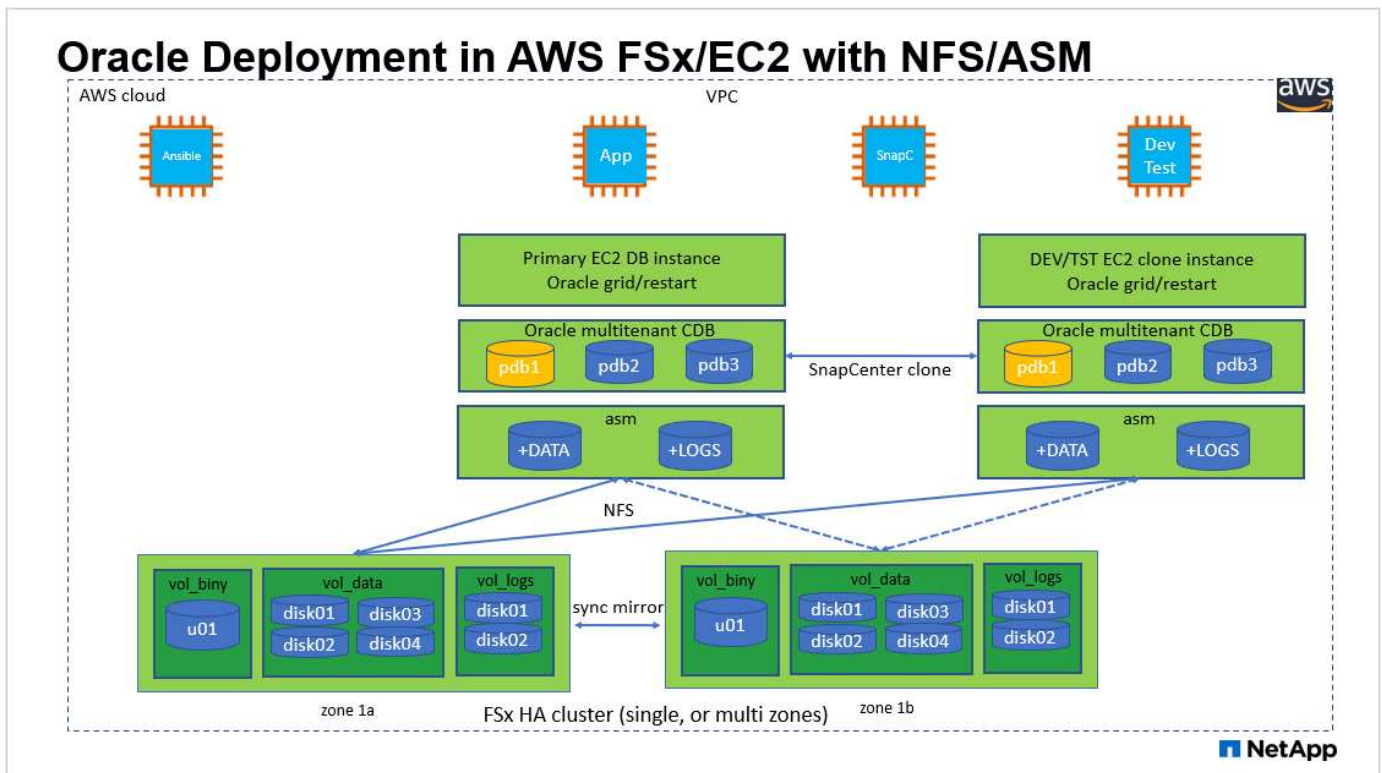 Oracle Deployment in AWS FSx/EC2 with NFS/ASM
AWS cloud
VPC
aws
Ansible
App
SnapC
Dev
Test
Primary EC2 DB instance
Oracle grid/restart
DEV/TST EC2 clone instance
Oracle grid/restart
Oracle multitenant CDB
pdb1
pdb2
pdb3
SnapCenter clone
Oracle multitenant CDB
pdb1
pdb2
pdb3
asm
+DATA
+LOGS
asm
+DATA
+LOGS
NFS
vol_biny
u01
vol_data
disk01
disk03
disk02
disk04
vol_logs
disk01
disk02
sync mirror
vol_biny
u01
vol_data
disk01
disk03
disk02
disk04
vol_logs
disk01
disk02
zone 1a
FSx HA cluster (single, or multi zones)
zone 1b
NetApp